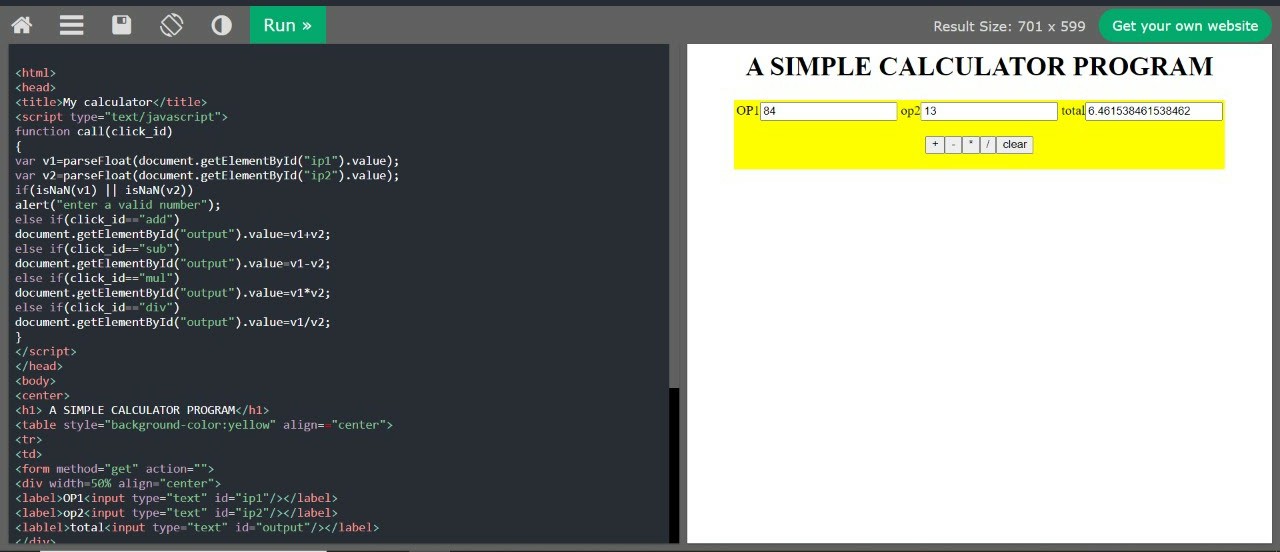 Run »
Result Size: 701 x 599
Get your own website
<html>
<head>
<title>My calculator</title>
<script type="text/javascript">
function call(click_id)
{
var v1=parseFloat(document.getElementById("ip1").value);
var v2=parseFloat(document.getElementById("ip2").value);
if(isNaN(v1) || isNaN(v2))
alert("enter a valid number");
else if(click_id=="add")
document.getElementById("output").value=v1+v2;
else if(click_id=="sub")
document.getElementById("output").value=v1-v2;
else if(click_id=="mul")
document.getElementById("output").value=v1*v2;
else if(click_id=="div")
document.getElementById("output").value=v1/v2;
}
</script>
</head>
<body>
<center>
<h1> A SIMPLE CALCULATOR PROGRAM</h1>
<table style="background-color:yellow" align=="center">
<tr>
<td>
<form method="get" action="">
<div width=50% align="center">
<label>OP1<input type="text" id="ip1"/></label>
<label>op2<input type="text" id="ip2"/></label>
<lablel>total<input type="text" id="output"/></label>
</div>
A SIMPLE CALCULATOR PROGRAM
OP1 84 op2 13 total 6.461538461538462
+ - * / clear